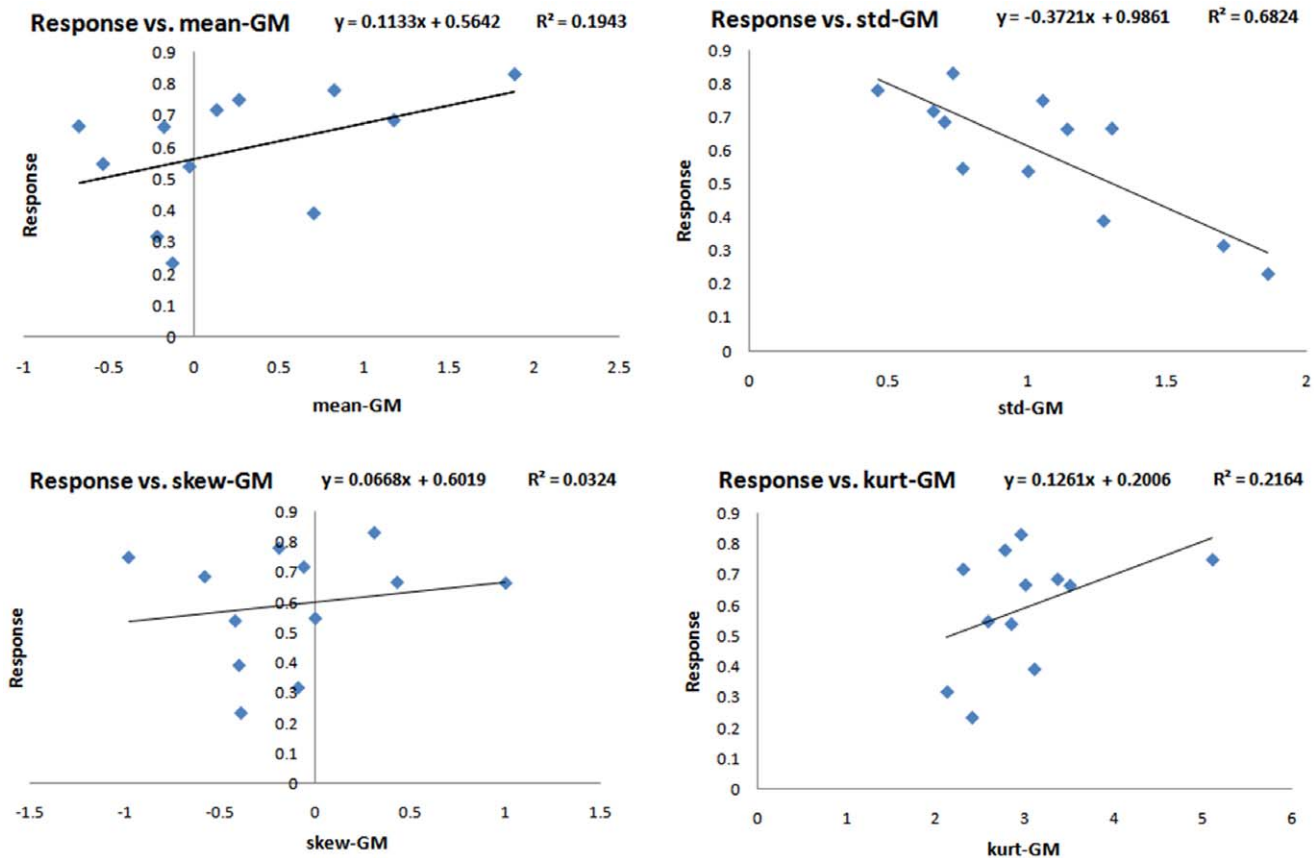 Response vs. mean-GM y = 0.1133x + 0.5642 R² = 0.1943
0.9
0.8
0.7
0.6
0.5
0.4
0.3
0.2
0.1
0
Response
-1 -0.5 0 0.5 1 1.5 2 2.5
mean-GM
Response vs. std-GM y = -0.3721x + 0.9861 R² = 0.6824
0.9
0.8
0.7
0.6
0.5
0.4
0.3
0.2
0.1
0
Response
0 0.5 1 1.5 2
std-GM
Response vs. skew-GM y = 0.0668x + 0.6019 R² = 0.0324
0.9
0.8
0.7
0.6
0.5
0.4
0.3
0.2
0.1
0
Response
-1.5 -1 -0.5 0 0.5 1 1.5
skew-GM
Response vs. kurt-GM y = 0.1261x + 0.2006 R² = 0.2164
0.9
0.8
0.7
0.6
0.5
0.4
0.3
0.2
0.1
0
Response
0 1 2 3 4 5 6
kurt-GM